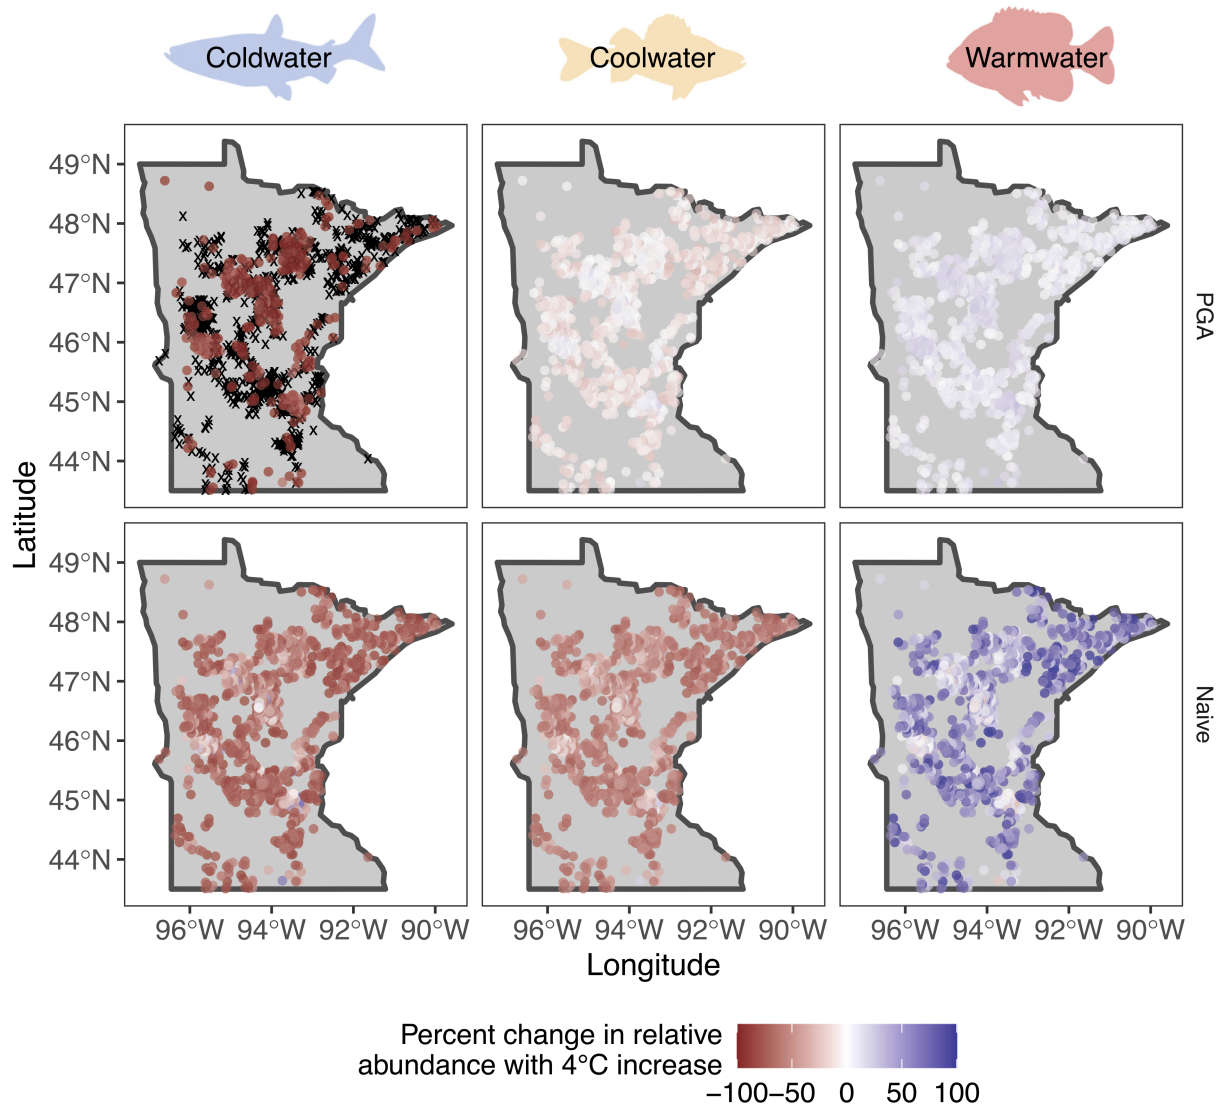 Coldwater
Coolwater
Warmwater
49°N
48°N
47°N
46°N
45°N
44°N
PGA
Latitude
49°N
48°N
47°N
46°N
45°N
44°N
Naive
96°W 94°W 92°W 90°W
96°W 94°W 92°W 90°W
96°W 94°W 92°W 90°W
Longitude
Percent change in relative
abundance with 4°C increase
−100 −50 0 50 100